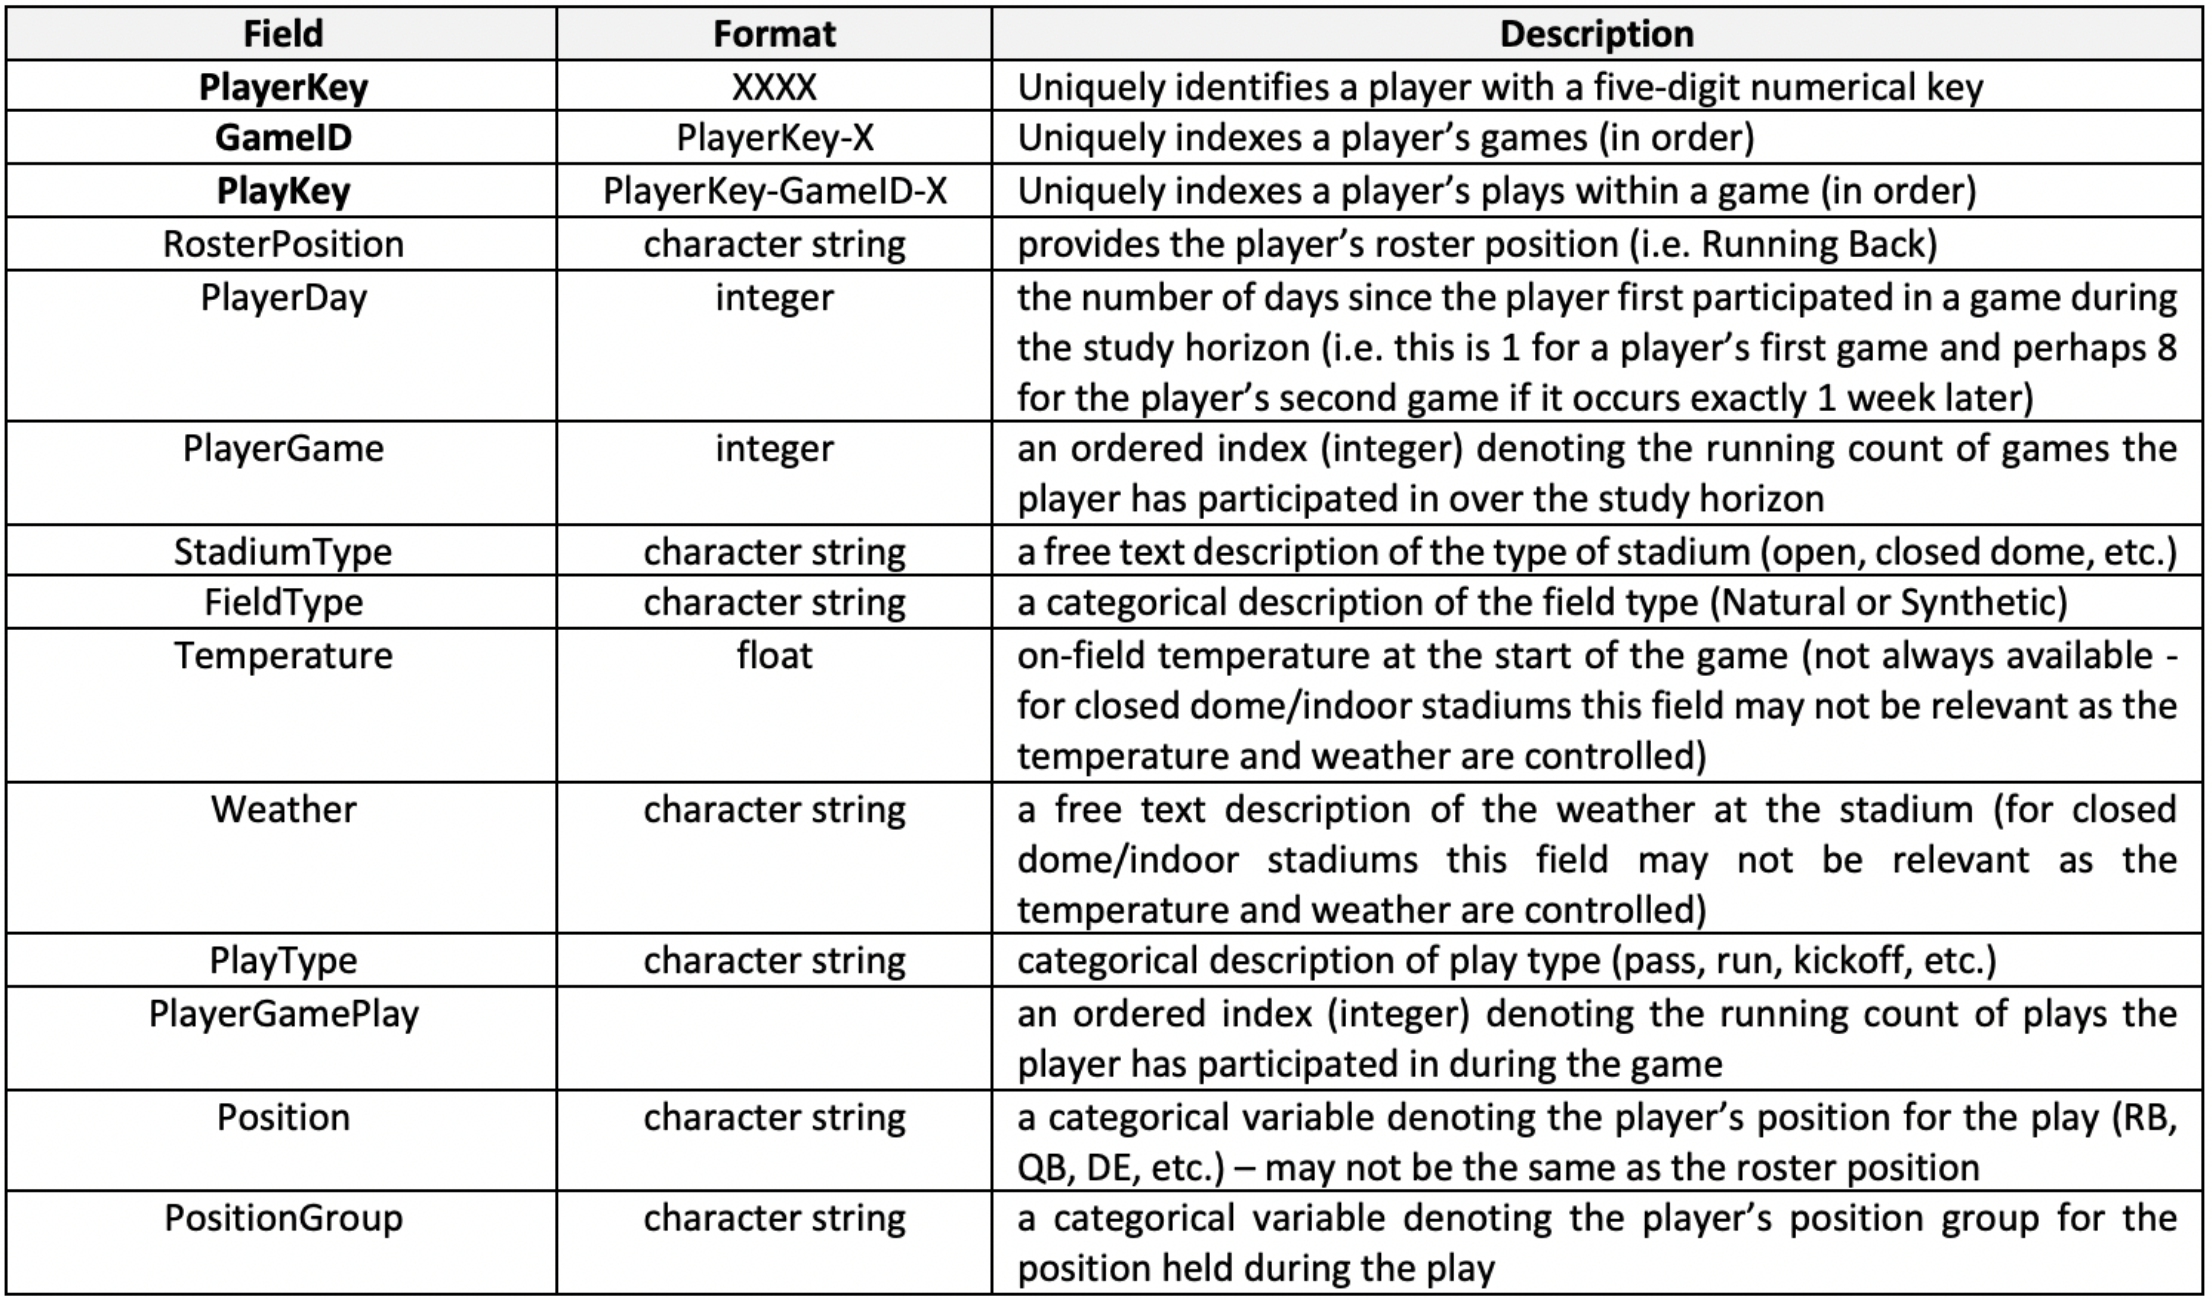 Field Format Description
PlayerKey XXXX Uniquely identifies a player with a five-digit numerical key
GameID PlayerKey-X Uniquely indexes a player’s games (in order)
PlayKey PlayerKey-GameID-X Uniquely indexes a player’s plays within a game (in order)
RosterPosition character string provides the player’s roster position (i.e. Running Back)
PlayerDay integer the number of days since the player first participated in a game during
the study horizon (i.e. this is 1 for a player’s first game and perhaps 8
for the player’s second game if it occurs exactly 1 week later)
PlayerGame integer an ordered index (integer) denoting the running count of games the
player has participated in over the study horizon
StadiumType character string a free text description of the type of stadium (open, closed dome, etc.)
FieldType character string a categorical description of the field type (Natural or Synthetic)
Temperature float on-field temperature at the start of the game (not always available -
for closed dome/indoor stadiums this field may not be relevant as the
temperature and weather are controlled)
Weather character string a free text description of the weather at the stadium (for closed
dome/indoor stadiums this field may not be relevant as the
temperature and weather are controlled)
PlayType character string categorical description of play type (pass, run, kickoff, etc.)
PlayerGamePlay an ordered index (integer) denoting the running count of plays the
player has participated in during the game
Position character string a categorical variable denoting the player’s position for the play (RB,
QB, DE, etc.) – may not be the same as the roster position
PositionGroup character string a categorical variable denoting the player’s position group for the
position held during the play